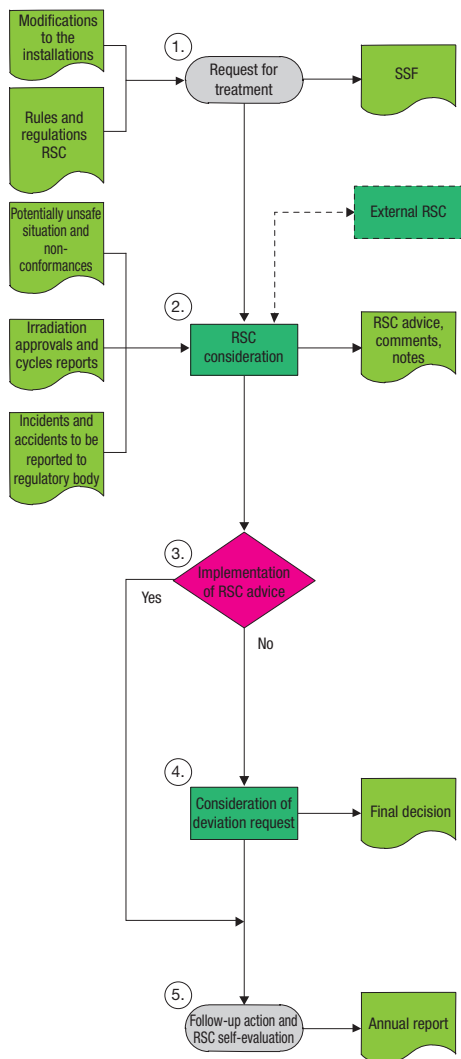 Modifications
to the
installations
1.
Request for
treatment
SSF
Rules and
regulations
RSC
Potentially unsafe
situation and
non-
conformances
External RSC
2.
Irradiation
approvals and
cycles reports
RSC
consideration
RSC advice,
comments,
notes
Incidents and
accidents to be
reported to
regulatory body
3.
Implementation
of RSC advice
Yes
No
4.
Consideration of
deviation request
Final decision
5.
Follow-up action and
RSC self-evaluation
Annual report